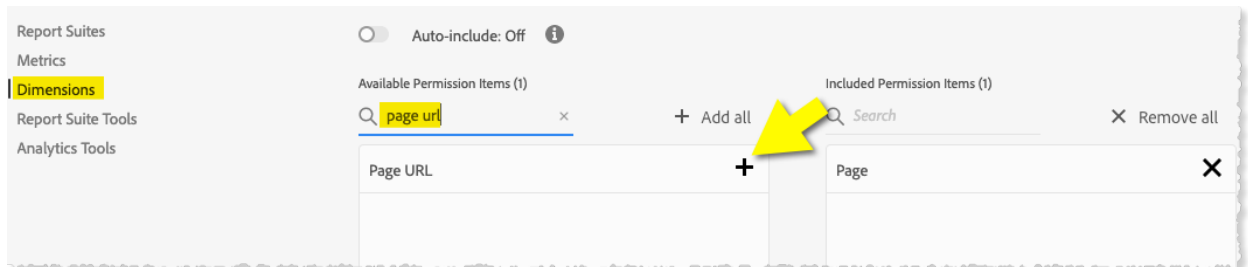 Report Suites
Metrics
Dimensions
Report Suite Tools
Analytics Tools
Auto-include: Off
Available Permission Items (1)
page url
Add all
Page URL
Included Permission Items (1)
Search
Remove all
Page